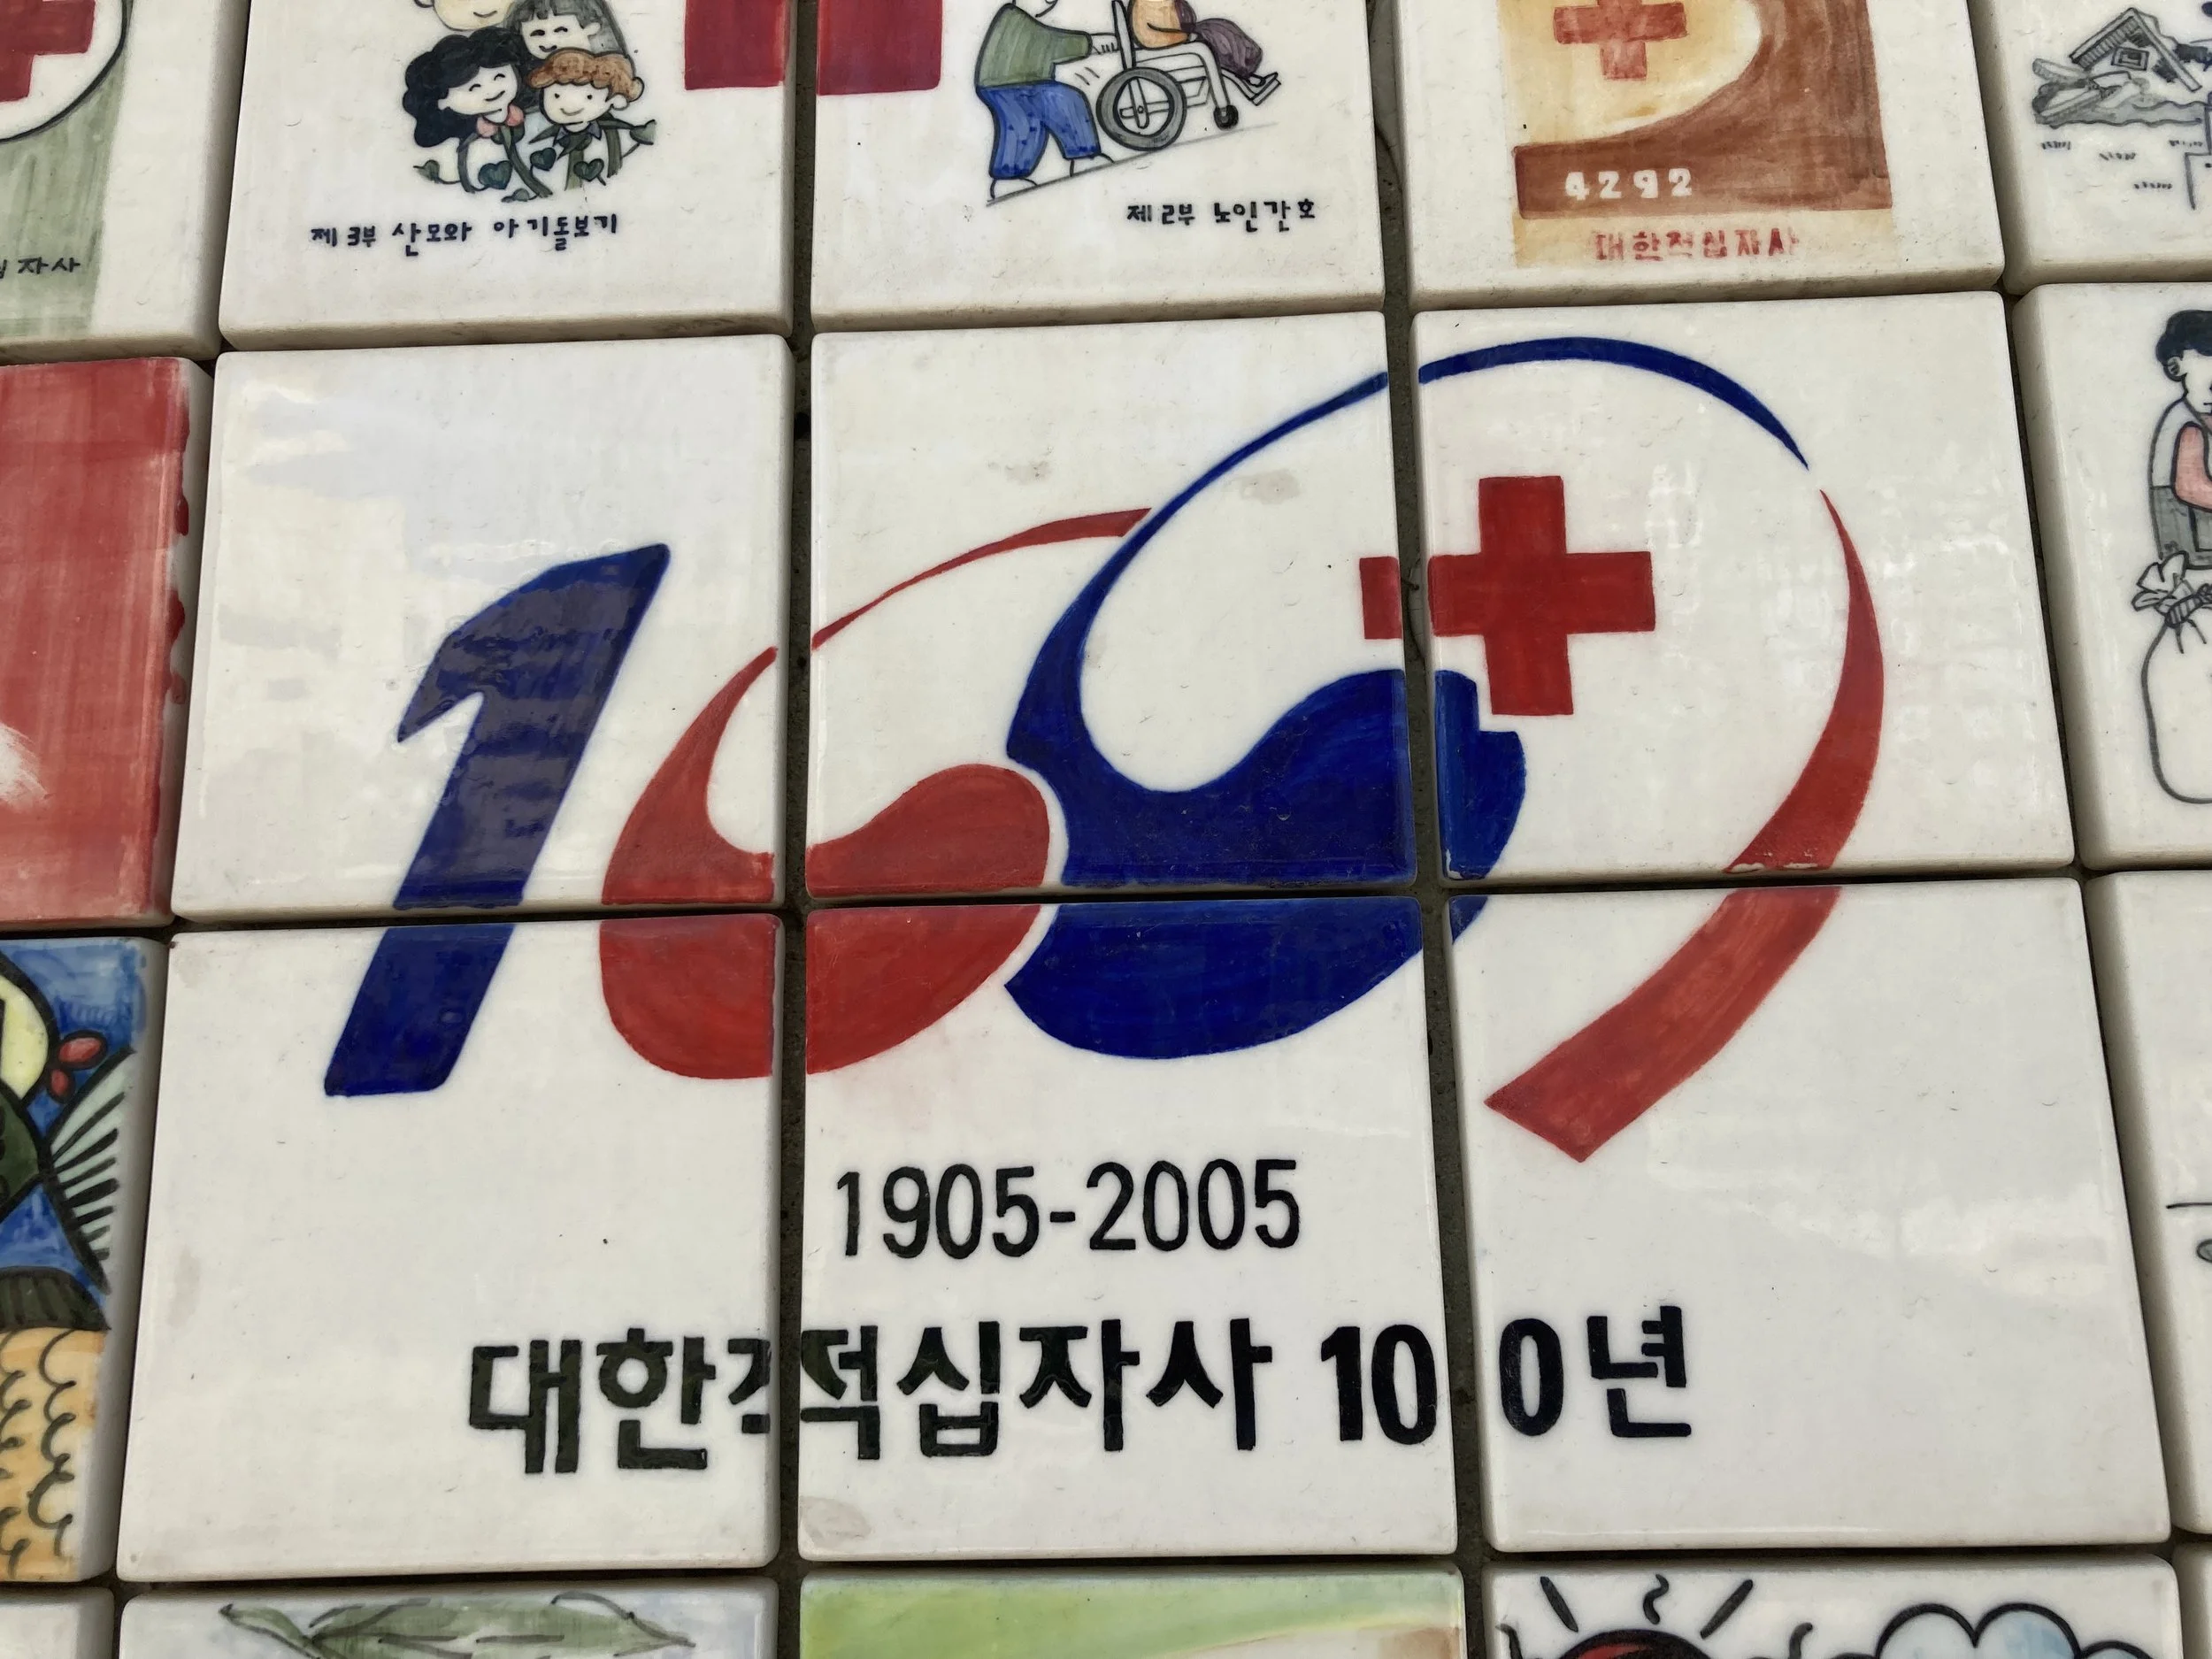 4292
대한적십자사
제2부 노인간호
제3부 산모와 아기돌보기
자사
100
1905-2005
대한적십자사 100년